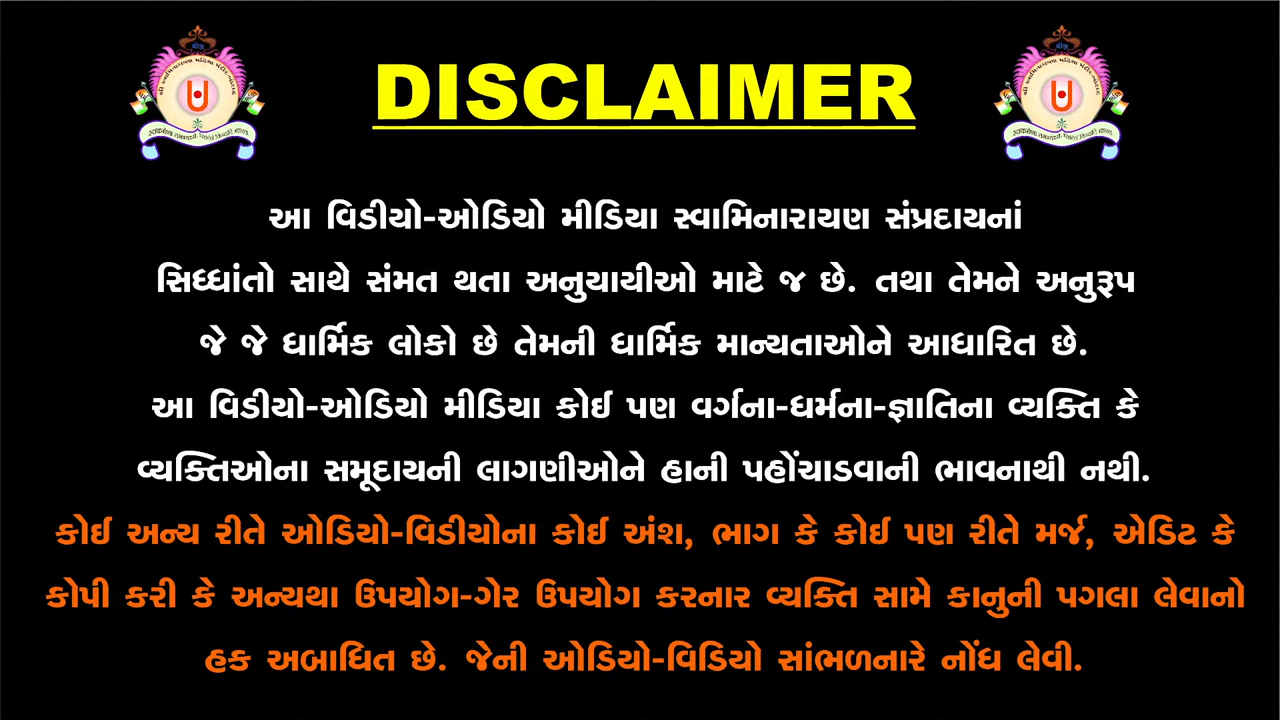 DISCLAIMER
આ વિડીયો-ઓડિયો મીડિયા સ્વામિનારાયણ સંપ્રદાયનાં
સિધ્ધાંતો સાથે સંમત થતા અનુયાયીઓ માટે જ છે. તથા તેમને અનુરૂપ
જે જે ધાર્મિક લોકો છે તેમની ધાર્મિક માન્યતાઓને આધારિત છે.
આ વિડીયો-ઓડિયો મીડિયા કોઈ પણ વર્ગના-ધર્મના-જ્ઞાતિના વ્યક્તિ કે
વ્યક્તિઓના સમૂદાયની લાગણીઓને હાની પહોંચાડવાની ભાવનાથી નથી.
કોઈ અન્ય રીતે ઓડિયો-વિડીયોના કોઈ અંશ, ભાગ કે કોઈ પણ રીતે મર્જ, એડિટ કે
કોપી કરી કે અન્યથા ઉપયોગ-ગેર ઉપયોગ કરનાર વ્યક્તિ સામે કાનુની પગલા લેવાનો
હક અબાધિત છે. જેની ઓડિયો-વિડિયો સાંભળનારે નોંધ લેવી.